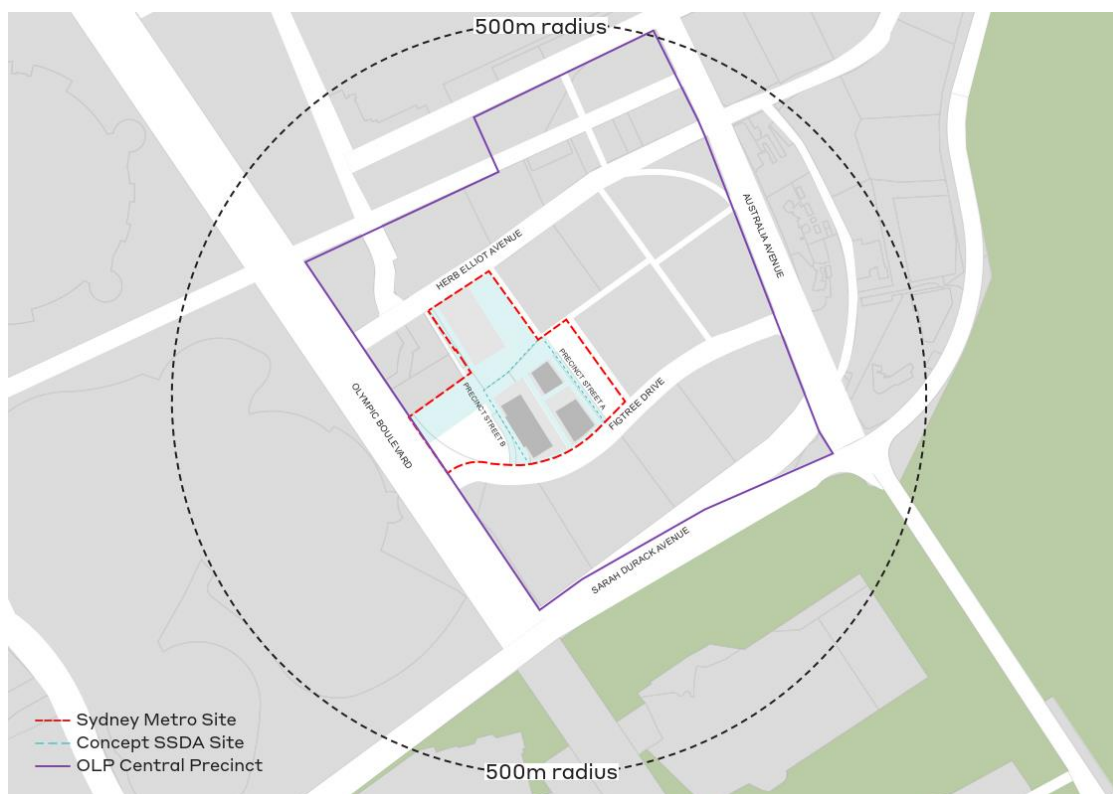 500m radius
HERB ELLIOT AVENUE
AUSTRALIA AVENUE
PRECINCT STREET A
PRECINCT STREET B
OLYMPIC BOULEVARD
FIGTREE DRIVE
SARAH DURACK AVENUE
Sydney Metro Site
Concept SSDA Site
OLP Central Precinct
500m radius